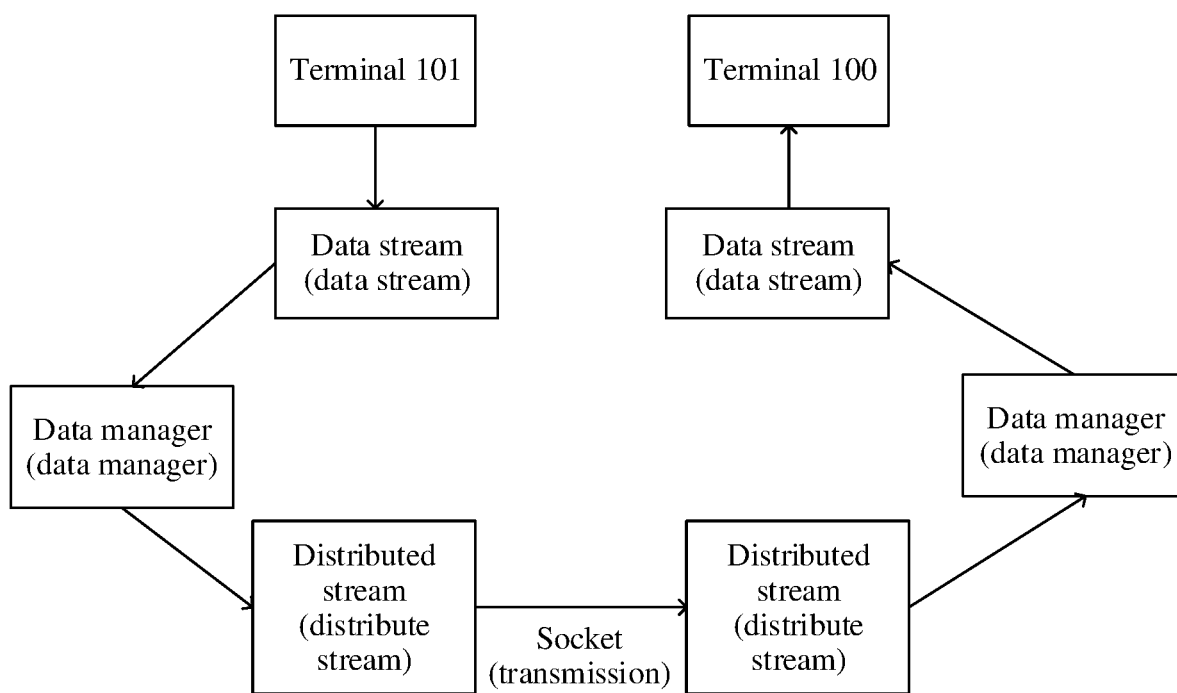 Terminal 101
Terminal 100
Data stream
(data stream)
Data stream
(data stream)
Data manager
(data manager)
Data manager
(data manager)
Distributed
stream
(distribute
stream)
Socket
(transmission)
Distributed
stream
(distribute
stream)